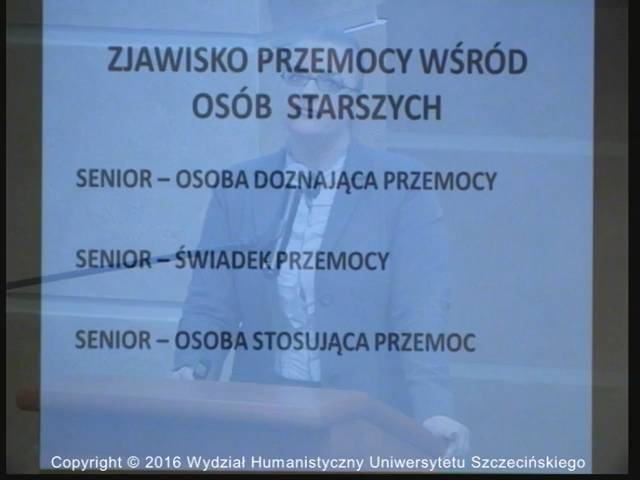 ZJAWISKO PRZEMOCY WŚRÓD
OSÓB STARSZYCH
SENIOR – OSOBA DOZNAJĄCA PRZEMOCY
SENIOR – ŚWIADEK PRZEMOCY
SENIOR – OSOBA STOSUJĄCA PRZEMOC
Copyright © 2016 Wydział Humanistyczny Uniwersytetu Szczecińskiego